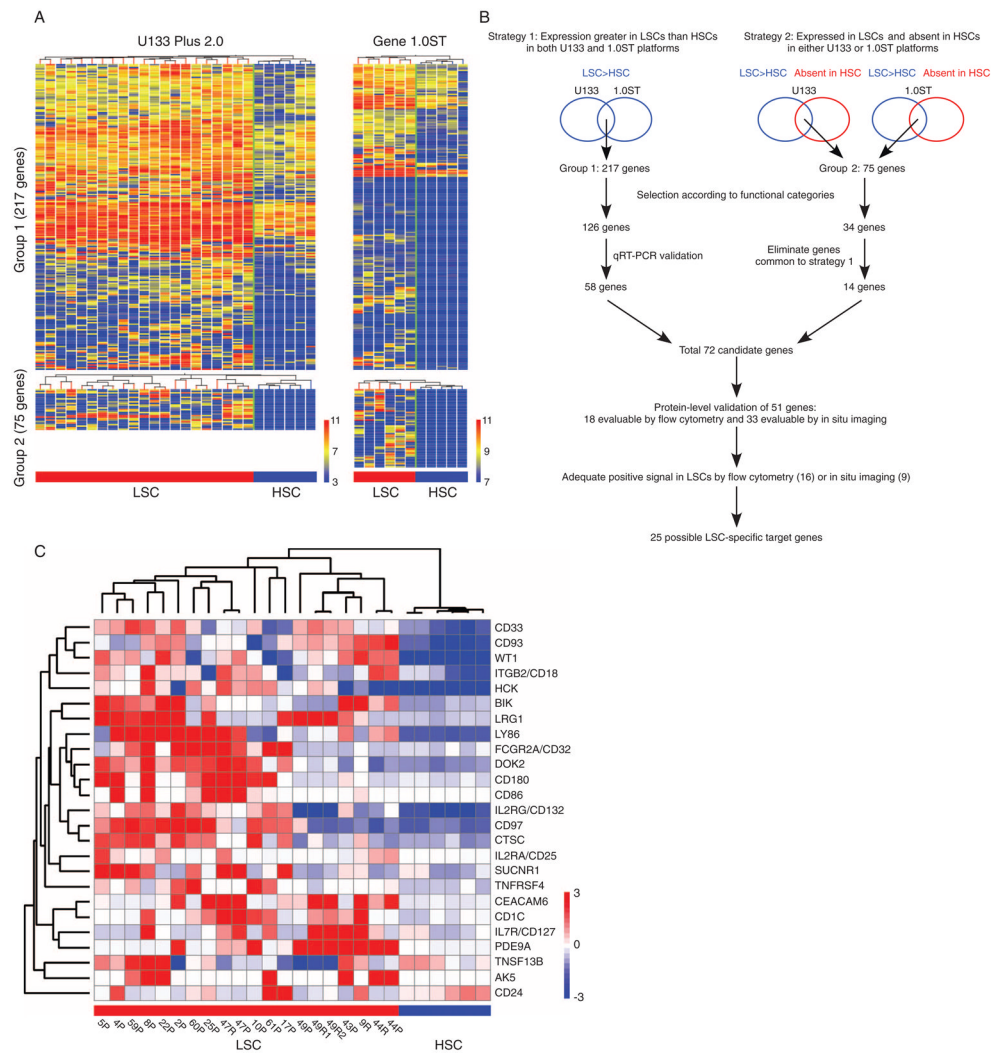 A
U133 Plus 2.0
Gene 1.0ST
Group 1 (217 genes)
Group 2 (75 genes)
11
7
3
11
9
7
LSC
HSC
LSC
HSC
B
Strategy 1: Expression greater in LSCs than HSCs
in both U133 and 1.0ST platforms
Strategy 2: Expressed in LSCs and absent in HSCs
in either U133 or 1.0ST platforms
LSC>HSC
U133
1.0ST
LSC>HSC
Absent in HSC
U133
LSC>HSC
Absent in HSC
1.0ST
Group 1: 217 genes
Group 2: 75 genes
Selection according to functional categories
126 genes
34 genes
qRT-PCR validation
Eliminate genes
common to strategy 1
58 genes
14 genes
Total 72 candidate genes
Protein-level validation of 51 genes:
18 evaluable by flow cytometry and 33 evaluable by in situ imaging
Adequate positive signal in LSCs by flow cytometry (16) or in situ imaging (9)
25 possible LSC-specific target genes
C
CD33
CD93
WT1
ITGB2/CD18
HCK
BIK
LRG1
LY86
FCGR2A/CD32
DOK2
CD180
CD86
IL2RG/CD132
CD97
CTSC
IL2RA/CD25
SUCNR1
TNFRSF4
CEACAM6
CD1C
IL7R/CD127
PDE9A
TNSF13B
AK5
CD24
3
0
-3
5P
4P
59P
8P
22P
2P
60P
25P
47R
47P
10P
61P
17P
49P
49R1
49R2
43P
9R
44R
44P
LSC
HSC